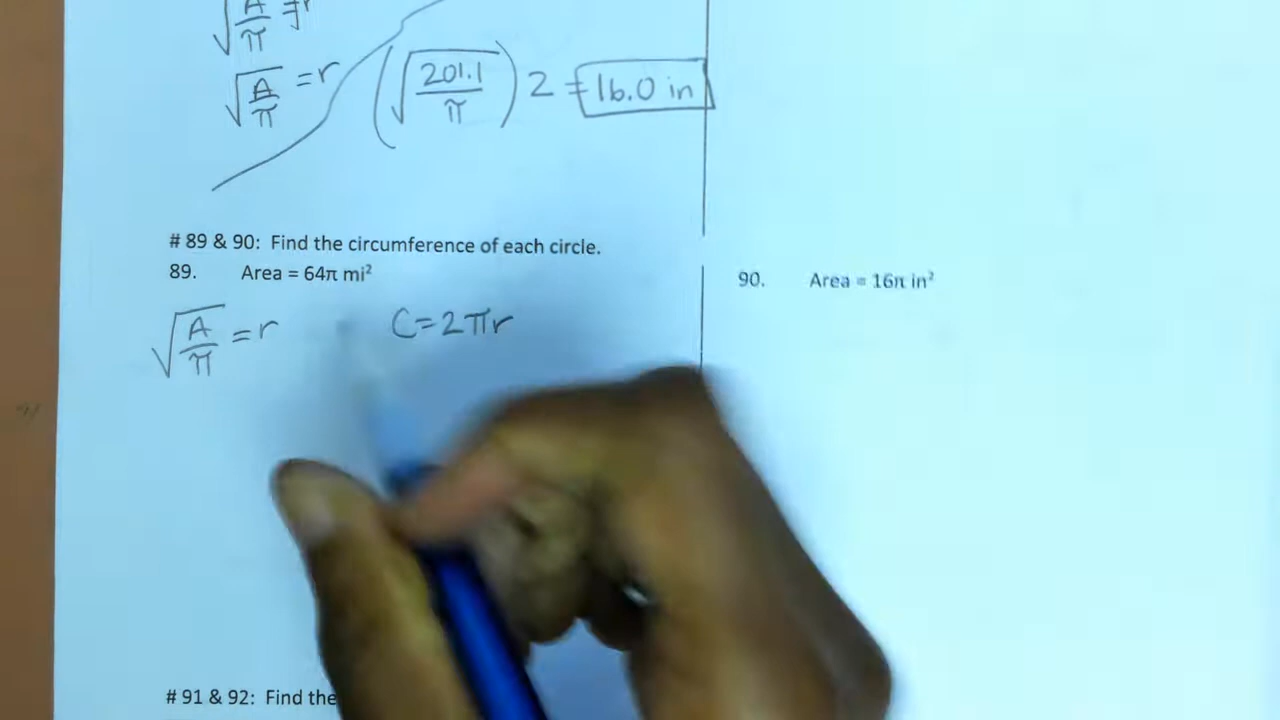 √A/π = r
√A/π = r (√201.1/π) 2 = 16.0 in
# 89 & 90: Find the circumference of each circle.
89. Area = 64π mi²
90. Area = 16π in²
√A/π = r C=2πr
# 91 & 92: Find the